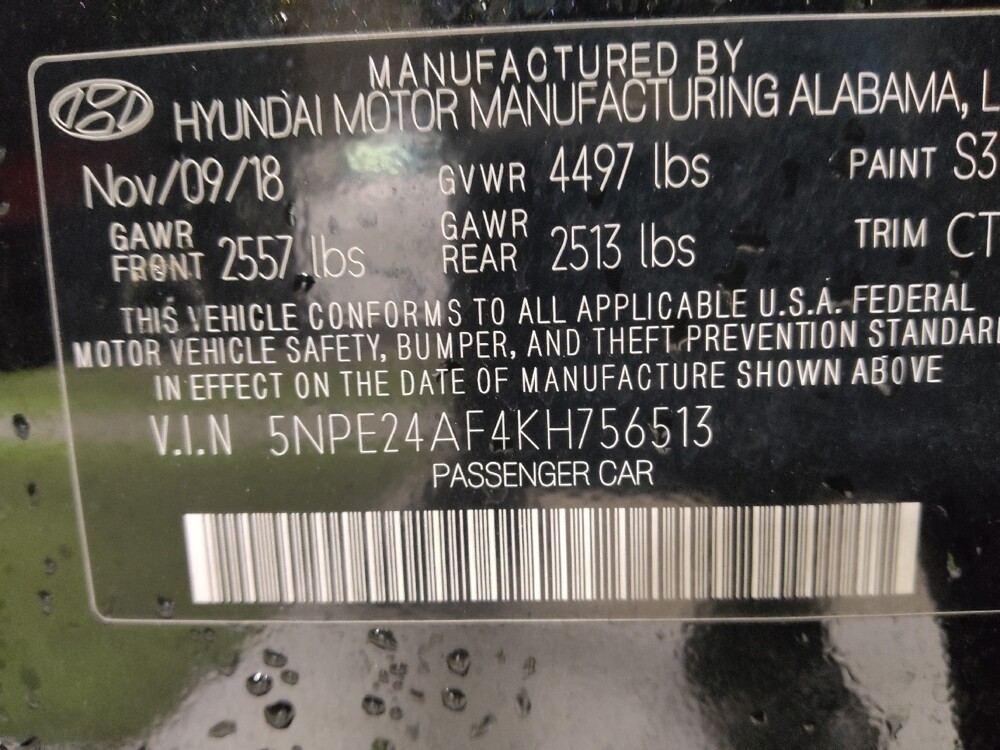 MANUFACTURED BY
HYUNDAI MOTOR MANUFACTURING ALABAMA, L
Nov/09/18 GVWR 4497 lbs PAINT S3
GAWR FRONT 2557 lbs GAWR REAR 2513 lbs TRIM CT
THIS VEHICLE CONFORMS TO ALL APPLICABLE U.S.A. FEDERAL
MOTOR VEHICLE SAFETY, BUMPER, AND THEFT PREVENTION STANDAR
IN EFFECT ON THE DATE OF MANUFACTURE SHOWN ABOVE
V.I.N 5NPE24AF4KH756513
PASSENGER CAR